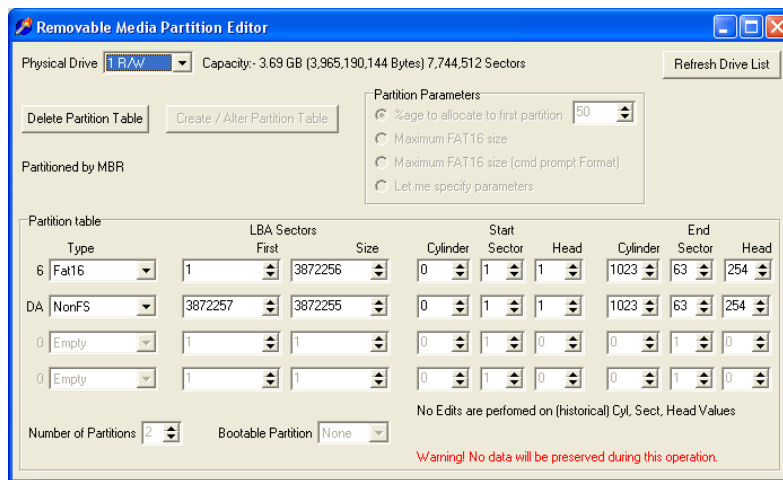 Removable Media Partition Editor
Physical Drive 1 R/W Capacity:- 3.69 GB (3,965,190,144 Bytes) 7,744,512 Sectors Refresh Drive List
Partition Parameters
Delete Partition Table Create / Alter Partition Table %age to allocate to first partition 50
Maximum FAT16 size
Partitioned by MBR Maximum FAT16 size (cmd prompt Format)
Let me specify parameters
Partition table LBA Sectors Start End
Type First Size Cylinder Sector Head Cylinder Sector Head
6 Fat16 1 3872256 0 1 1 1023 63 254
DA NonFS 3872257 3872255 0 1 1 1023 63 254
0 Empty 1 1 0 1 0 0 1 0
0 Empty 1 1 0 1 0 0 1 0
No Edits are perfomed on (historical) Cyl, Sect, Head Values
Number of Partitions 2 Bootable Partition None
Warning! No data will be preserved during this operation.